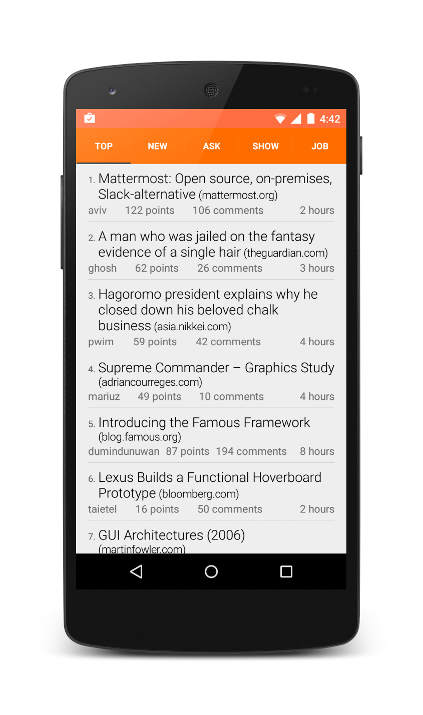 4:42
TOP NEW ASK SHOW JOB
1. Mattermost: Open source, on-premises,
Slack-alternative (mattermost.org)
aviv 122 points 106 comments 2 hours
2. A man who was jailed on the fantasy
evidence of a single hair (theguardian.com)
ghosh 62 points 26 comments 3 hours
3. Hagoromo president explains why he
closed down his beloved chalk
business (asia.nikkei.com)
pwim 59 points 42 comments 4 hours
4. Supreme Commander – Graphics Study
(adriancourreges.com)
mariuz 49 points 10 comments 4 hours
5. Introducing the Famous Framework
(blog.famous.org)
dumindunuwan 87 points 194 comments 8 hours
6. Lexus Builds a Functional Hoverboard
Prototype (bloomberg.com)
taietel 16 points 50 comments 2 hours
7. GUI Architectures (2006)
(martinfowler.com)